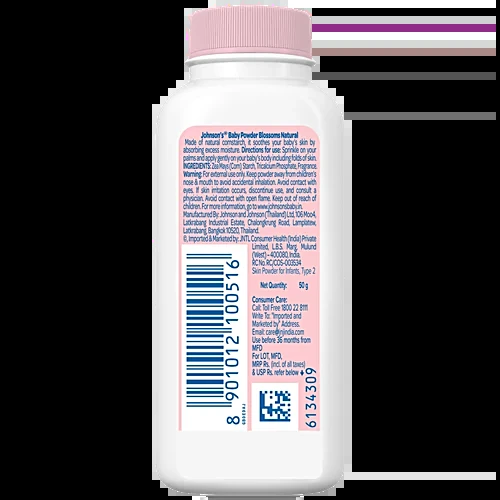 Johnson's® Baby Powder Blossoms Natural
Made of natural cornstarch, it soothes your baby's skin by
absorbing excess moisture. Directions for use: Sprinkle on your
palms and apply gently on your baby's body including folds of skin.
INGREDIENTS: Zea Mays (Corn) Starch, Tricalcium Phosphate, Fragrance.
Warning: For external use only. Keep powder away from children's
nose & mouth to avoid accidental inhalation. Avoid contact with
eyes. If skin irritation occurs, discontinue use, and consult a
physician. Avoid contact with open flame. Keep out of reach of
children. For more information, go to www.johnsonsbaby.in.
Manufactured By: Johnson and Johnson (Thailand) Ltd, 106 Moo4,
Latkrabang Industrial Estate, Chalongkrung Road, Lamplatew,
Latkrabang, Bangkok 10520, Thailand.
©, Imported & Marketed by: JNTL Consumer Health (India) Private
Limited, L.B.S. Marg, Mulund
(West) - 400080, India.
RC No. RC/COS-003534
Skin Powder for Infants, Type 2
Net Quantity: 50 g
Consumer Care:
Call: Toll Free 1800 22 8111
Write To: "Imported and
Marketed by" Address.
Email: care@jnjindia.com
Use before 36 months from
MFD
For LOT, MFD,
MRP Rs. (incl. of all taxes)
& USP Rs. refer below
8 901012 100516
6134309